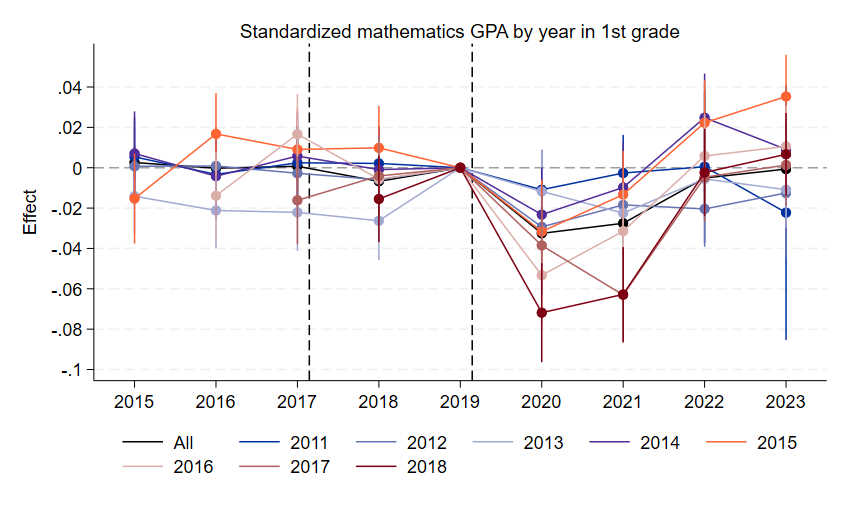 Standardized mathematics GPA by year in 1st grade
.04
.02
0
-.02
-.04
-.06
-.08
-.1
Effect
2015 2016 2017 2018 2019 2020 2021 2022 2023
All 2011 2012 2013 2014 2015
2016 2017 2018